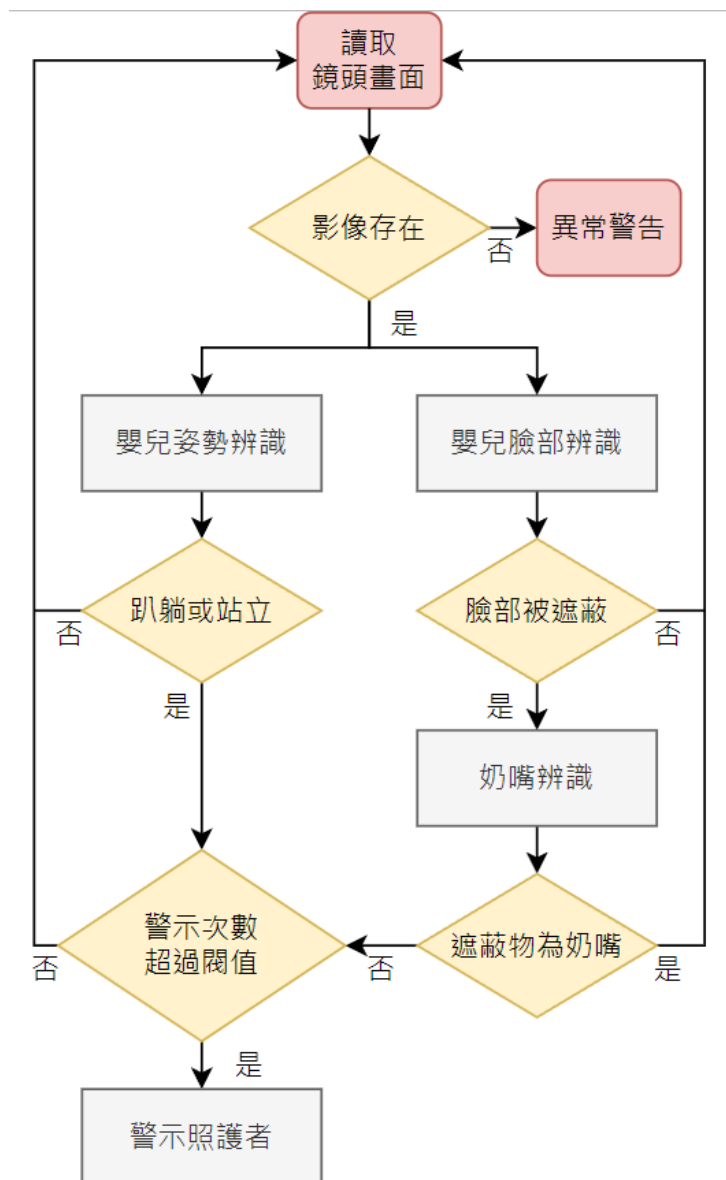 讀取
鏡頭畫面
影像存在
否
異常警告
是
嬰兒姿勢辨識
嬰兒臉部辨識
趴躺或站立
否
臉部被遮蔽
否
是
是
奶嘴辨識
警示次數
超過閥值
否
否
遮蔽物為奶嘴
是
是
警示照護者